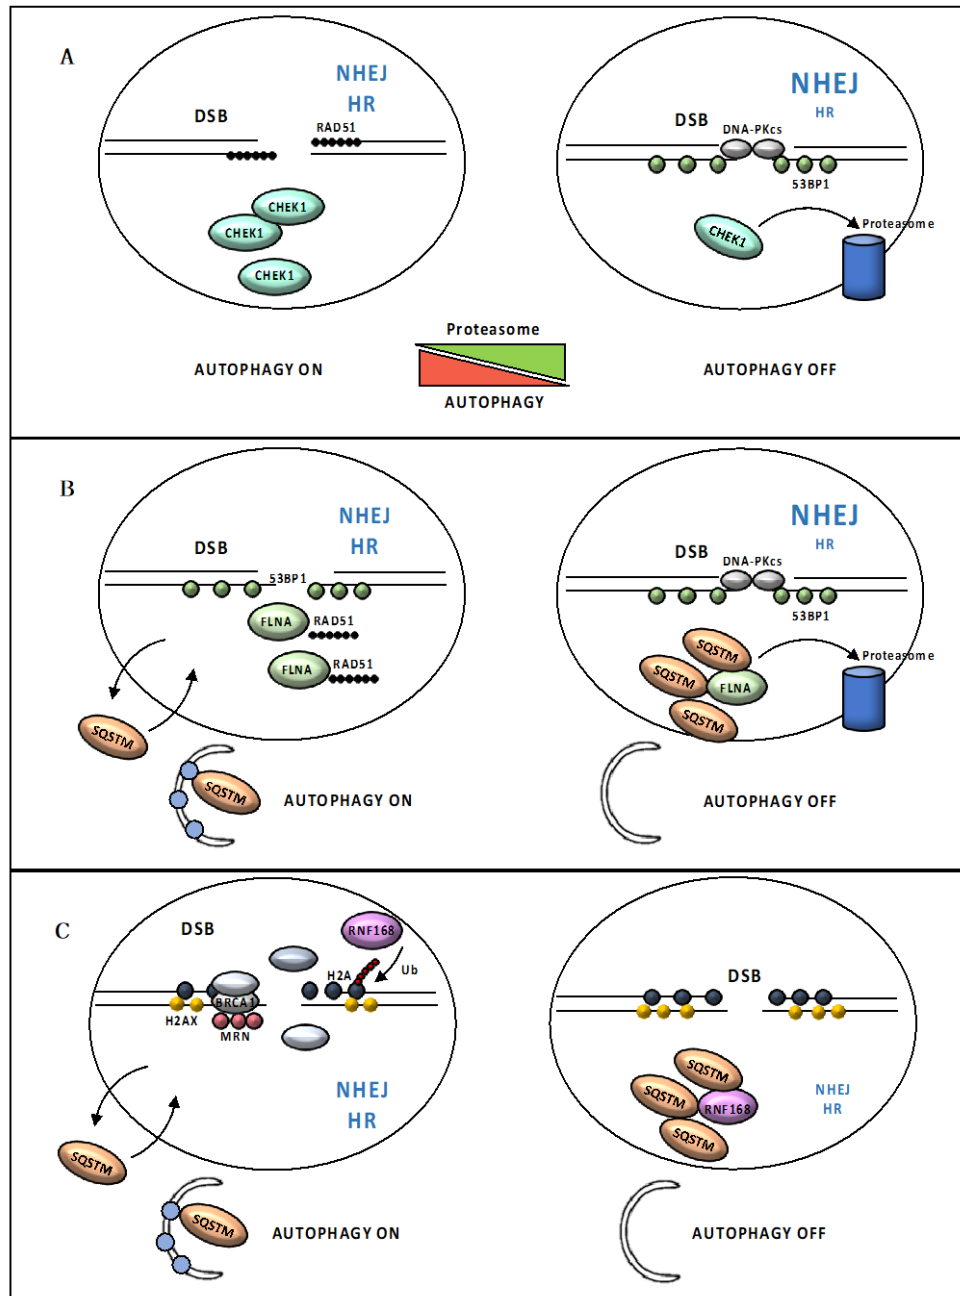 A
NHEJ
HR
DSB
RAD51
CHEK1
CHEK1
CHEK1
NHEJ
HR
DSB
DNA-PKcs
53BP1
CHEK1
Proteasome
AUTOPHAGY ON
Proteasome
AUTOPHAGY
AUTOPHAGY OFF
B
NHEJ
HR
DSB
53BP1
FLNA
RAD51
FLNA
RAD51
SQSTM
SQSTM
AUTOPHAGY ON
NHEJ
HR
DSB
DNA-PKcs
53BP1
SQSTM
SQSTM
FLNA
SQSTM
Proteasome
AUTOPHAGY OFF
C
DSB
RNF168
H2A
Ub
BRCA1
H2AX
MRN
NHEJ
HR
SQSTM
SQSTM
AUTOPHAGY ON
DSB
SQSTM
SQSTM
RNF168
SQSTM
NHEJ
HR
AUTOPHAGY OFF